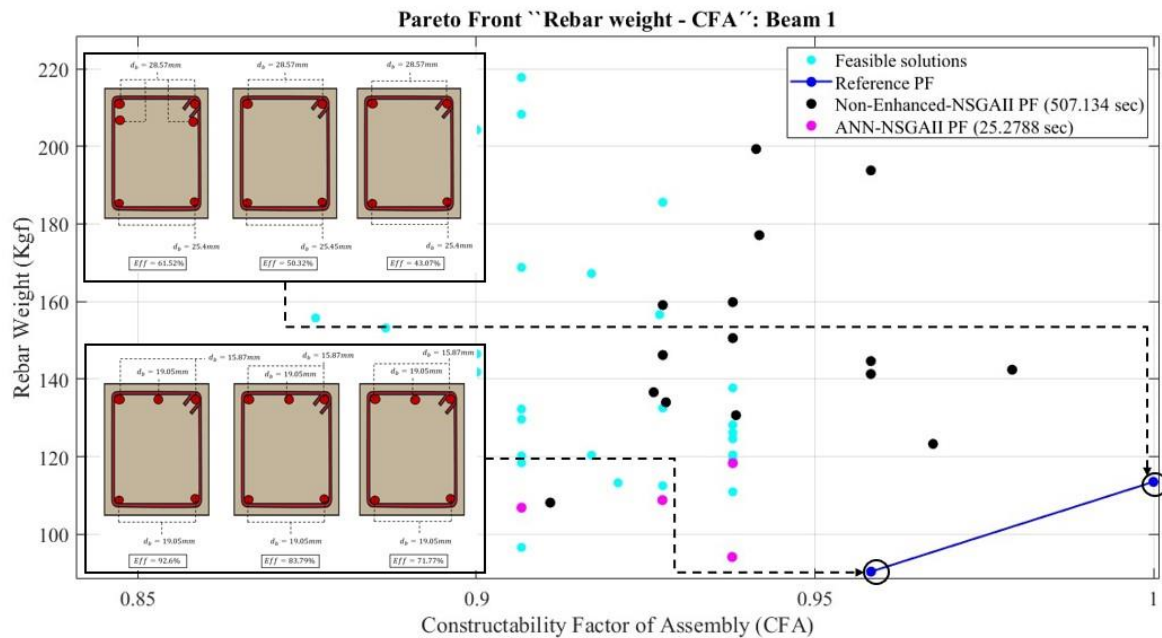 Pareto Front ``Rebar weight - CFA´´: Beam 1
Feasible solutions
Reference PF
Non-Enhanced-NSGAII PF (507.134 sec)
ANN-NSGAII PF (25.2788 sec)
Rebar Weight (Kgf)
220
200
180
160
140
120
100
d_b = 28.57mm d_b = 28.57mm d_b = 28.57mm
d_b = 25.4mm d_b = 25.45mm d_b = 25.4mm
Eff = 61.52% Eff = 50.32% Eff = 43.07%
d_b = 15.87mm d_b = 15.87mm d_b = 15.87mm
d_b = 19.05mm d_b = 19.05mm d_b = 19.05mm
d_b = 19.05mm d_b = 19.05mm d_b = 19.05mm
Eff = 92.6% Eff = 83.79% Eff = 71.77%
0.85 0.9 0.95 1
Constructability Factor of Assembly (CFA)